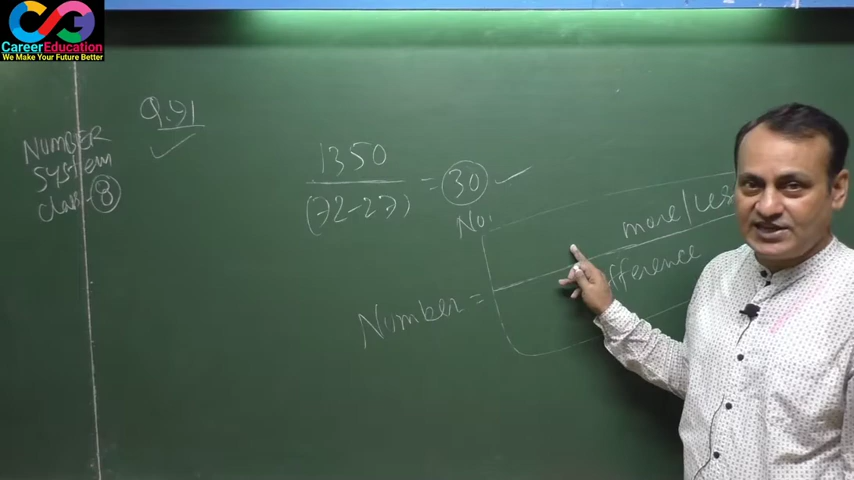 CareerEducation
We Make Your Future Better
Q.91
NUMBER
SYSTEM
class-8
1350
(72-27)
= 30
No.
more/Less
Number =
fference